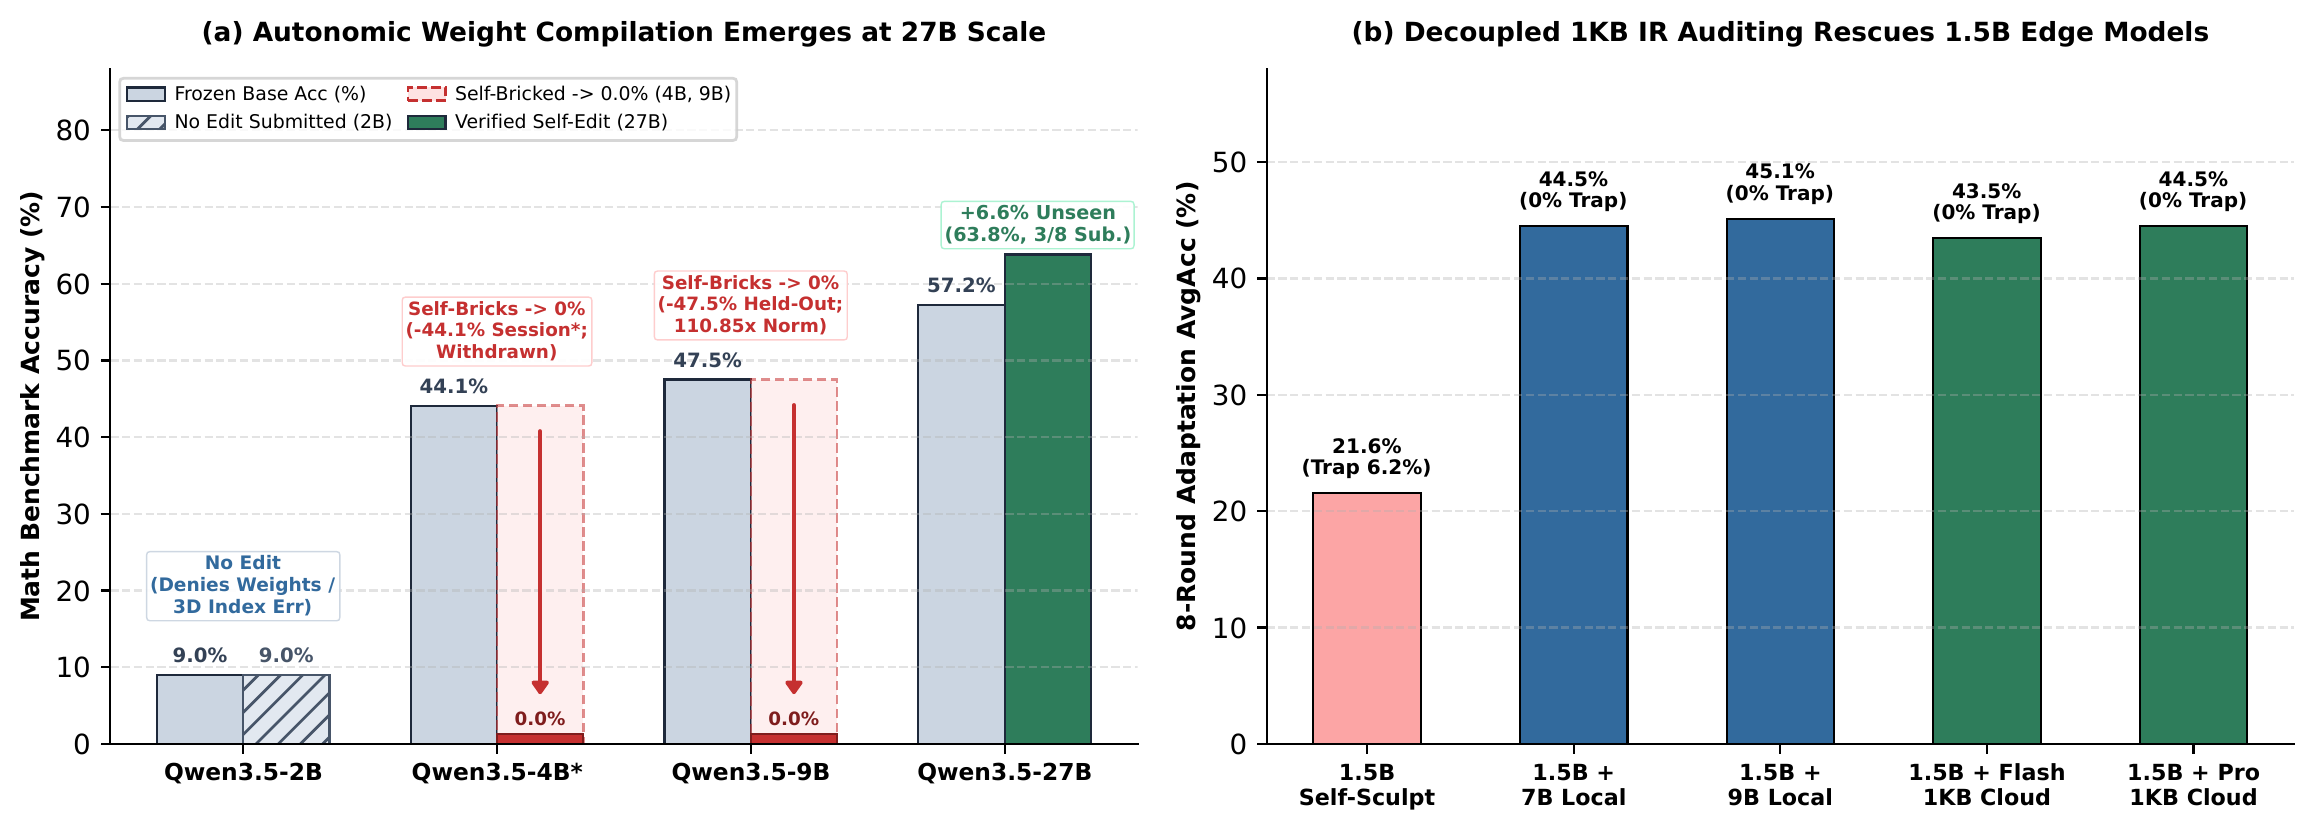 (a) Autonomic Weight Compilation Emerges at 27B Scale
Frozen Base Acc (%)
No Edit Submitted (2B)
Self-Bricked -> 0.0% (4B, 9B)
Verified Self-Edit (27B)
Math Benchmark Accuracy (%)
80
70
60
50
40
30
20
10
0
No Edit
(Denies Weights /
3D Index Err)
9.0%
9.0%
Self-Bricks -> 0%
(-44.1% Session*;
Withdrawn)
44.1%
0.0%
Self-Bricks -> 0%
(-47.5% Held-Out;
110.85x Norm)
47.5%
0.0%
+6.6% Unseen
(63.8%, 3/8 Sub.)
57.2%
Qwen3.5-2B
Qwen3.5-4B*
Qwen3.5-9B
Qwen3.5-27B
(b) Decoupled 1KB IR Auditing Rescues 1.5B Edge Models
8-Round Adaptation AvgAcc (%)
50
40
30
20
10
0
21.6%
(Trap 6.2%)
44.5%
(0% Trap)
45.1%
(0% Trap)
43.5%
(0% Trap)
44.5%
(0% Trap)
1.5B
Self-Sculpt
1.5B +
7B Local
1.5B +
9B Local
1.5B + Flash
1KB Cloud
1.5B + Pro
1KB Cloud